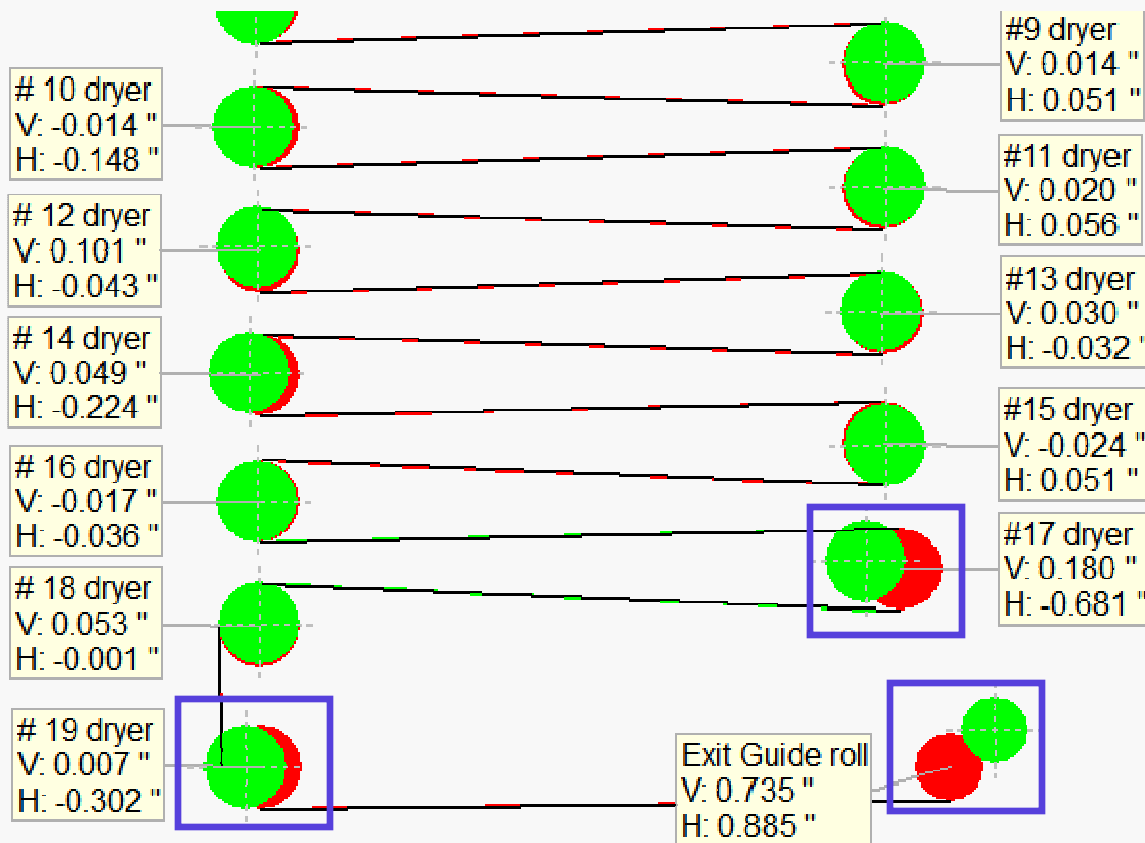 #9 dryer
V: 0.014 "
H: 0.051 "
# 10 dryer
V: -0.014 "
H: -0.148 "
#11 dryer
V: 0.020 "
H: 0.056 "
# 12 dryer
V: 0.101 "
H: -0.043 "
#13 dryer
V: 0.030 "
H: -0.032 "
# 14 dryer
V: 0.049 "
H: -0.224 "
#15 dryer
V: -0.024 "
H: 0.051 "
# 16 dryer
V: -0.017 "
H: -0.036 "
#17 dryer
V: 0.180 "
H: -0.681 "
# 18 dryer
V: 0.053 "
H: -0.001 "
# 19 dryer
V: 0.007 "
H: -0.302 "
Exit Guide roll
V: 0.735 "
H: 0.885 "